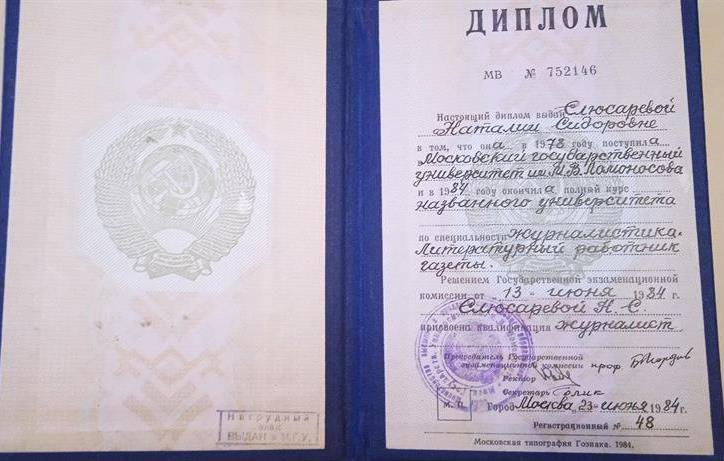 Нагрудный
знак
ВЫДАН в М.Г.У.
ДИПЛОМ
МВ № 752146
Настоящий диплом выдан Слюсаревой
Наталии Сидоровне
в том, что она в 1978 году поступила
в Московский государственный
университет им. М.В. Ломоносова
и в 1984 году окончила полный курс
названного университета
по специальности журналистика.
Литературный работник
газеты.
Решением Государственной экзаменационной
комиссии от 13 июня 1984 г.
Слюсаревой Н. С
присвоена квалификация журналист
Председатель Государственной
экзаменационной комиссии проф
Ректор
Секретарь
М. П. Город Москва, 23 июня 1984 г.
Регистрационный № 48
Московская типография Гознака. 1984.